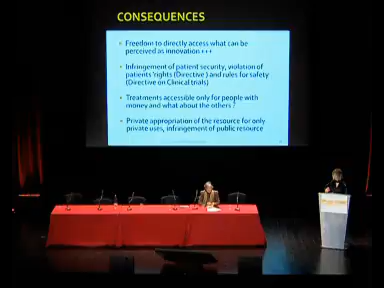 CONSEQUENCES
Freedom to directly access what can be
perceived as innovation +++
Infringement of patient security, violation of
patients 'rights (Directive ) and rules for safety
(Directive on Clinical trials)
Treatments accessible only for people with
money and what about the others ?
Private appropriation of the resource for only
private uses, infringement of public resource